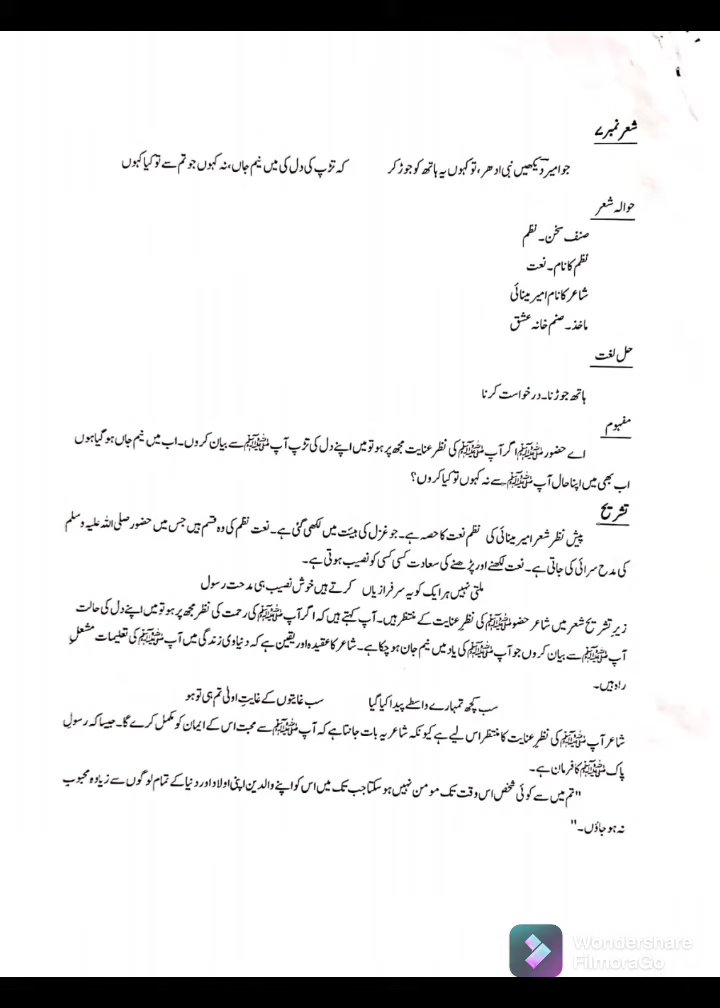 شعر نمبر ۷
جو امیر دیکھیں نبی ادھر، تو کہوں یہ ہاتھ کو جوڑ کر کہ تڑپ کی دل کی میں نیم جاں، نہ کہوں جو تم سے تو کیا کہوں
حوالہ شعر
صنف سخن۔ نظم
نظم کا نام۔ نعت
شاعر کا نام امیر مینائی
ماخذ۔ صنم خانہ عشق
حل لغت
ہاتھ جوڑنا۔ درخواست کرنا
مفہوم
اے حضور ﷺ اگر آپ ﷺ کی نظر عنایت مجھ پر ہو تو میں اپنے دل کی تڑپ آپ ﷺ سے بیان کروں۔ اب میں نیم جاں ہو گیا ہوں
اب بھی میں اپنا حال آپ ﷺ سے نہ کہوں تو کیا کروں؟
تشریح
پیش نظر شعر امیر مینائی کی نظم نعت کا حصہ ہے۔ جو غزل کی ہیئت میں لکھی گئی ہے۔ نعت نظم کی وہ قسم ہیں جس میں حضور صلی اللہ علیہ وسلم
کی مدح سرائی کی جاتی ہے۔ نعت لکھنے اور پڑھنے کی سعادت کسی کسی کو نصیب ہوتی ہے۔
ملتی نہیں ہر ایک کو یہ سرفرازیاں کرتے ہیں خوش نصیب ہی مدحت رسول
زیر تشریح شعر میں شاعر حضور ﷺ کی نظر عنایت کے منتظر ہیں۔ آپ کہتے ہیں کہ اگر آپ ﷺ کی رحمت کی نظر مجھ پر ہو تو میں اپنے دل کی حالت
آپ ﷺ سے بیان کروں جو آپ ﷺ کی یاد میں نیم جان ہو چکا ہے۔ شاعر کا عقیدہ اور یقین ہے کہ دنیاوی زندگی میں آپ ﷺ کی تعلیمات مشعلِ
راہ ہیں۔
سب کچھ تمہارے واسطے پیدا کیا گیا سب غایتوں کے غایتِ اولیٰ تم ہی تو ہو
شاعر آپ ﷺ کی نظرِ عنایت کا منتظر اس لیے ہے کیونکہ شاعر یہ بات جانتا ہے کہ آپ ﷺ سے محبت اس کے ایمان کو مکمل کرے گا۔ جیسا کہ رسولِ
پاک ﷺ کا فرمان ہے۔
"تم میں سے کوئی شخص اس وقت تک مومن نہیں ہو سکتا جب تک میں اس کو اپنے والدین اپنی اولاد اور دنیا کے تمام لوگوں سے زیادہ محبوب
نہ ہو جاؤں۔"
Wondershare
FilmoraGo